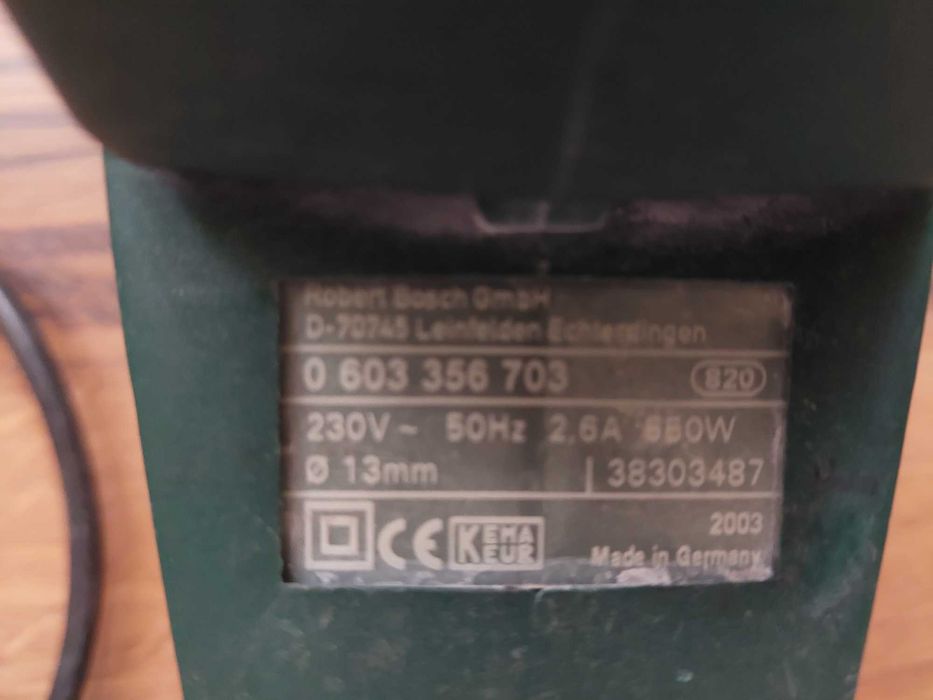 Robert Bosch GmbH
D-70745 Leinfelden Echterdingen
0 603 356 703 820
230V ~ 50Hz 2,6A
Ø 13mm 38303487
CE KEMA KEUR 2003
Made in Germany